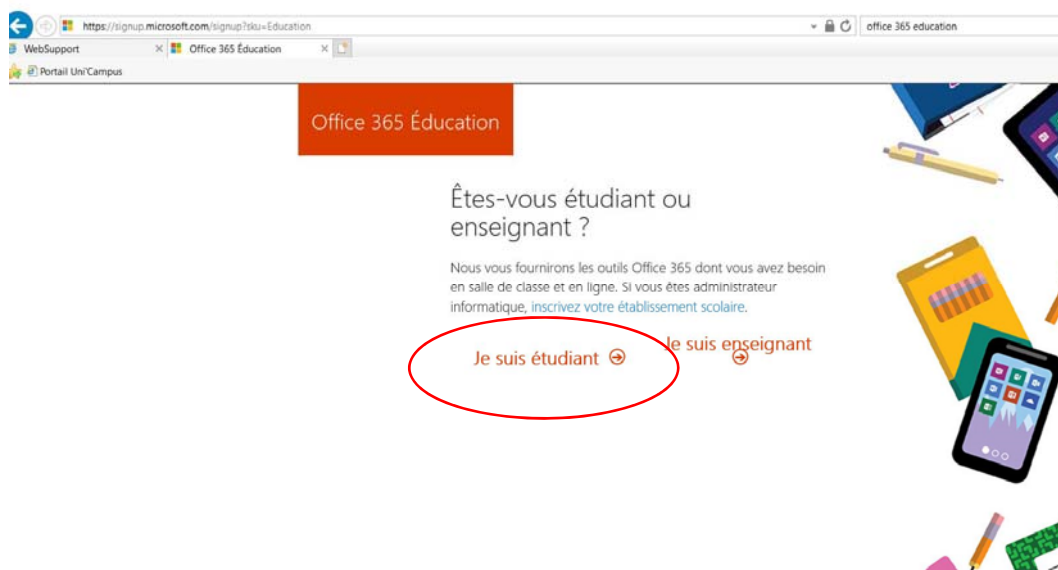 https://signup.microsoft.com/signup?sku=Education
office 365 education
WebSupport
Office 365 Éducation
Portail Uni'Campus
Office 365 Éducation
Êtes-vous étudiant ou
enseignant ?
Nous vous fournirons les outils Office 365 dont vous avez besoin
en salle de classe et en ligne. Si vous êtes administrateur
informatique, inscrivez votre établissement scolaire.
Je suis étudiant
Je suis enseignant